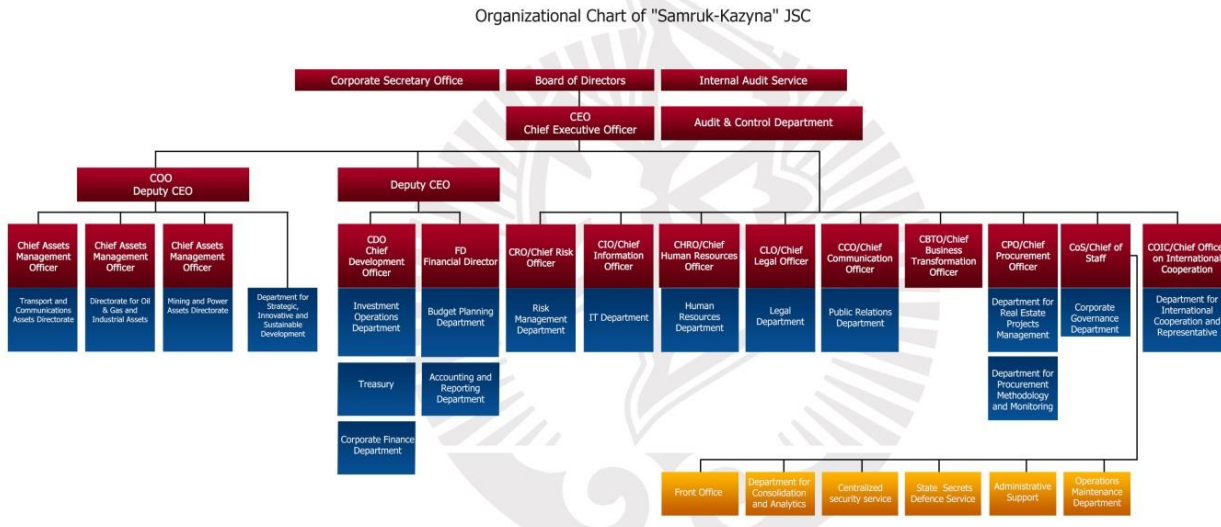 Organizational Chart of "Samruk-Kazyna" JSC
Corporate Secretary Office
Board of Directors
Internal Audit Service
CEO
Chief Executive Officer
Audit & Control Department
COO
Deputy CEO
Deputy CEO
Chief Assets
Management
Officer
Chief Assets
Management
Officer
Chief Assets
Management
Officer
CDO
Chief
Development
Officer
FD
Financial Director
CRO/Chief Risk
Officer
CIO/Chief
Information
Officer
CHRO/Chief
Human Resources
Officer
CLO/Chief
Legal Officer
CCO/Chief
Communication
Officer
CBTO/Chief
Business
Transformation
Officer
CPO/Chief
Procurement
Officer
CoS/Chief of
Staff
COIC/Chief Office
on International
Cooperation
Transport and
Communications
Assets Directorate
Directorate for Oil
& Gas and
Industrial Assets
Mining and Power
Assets Directorate
Department for
Strategic,
Innovative and
Sustainable
Development
Investment
Operations
Department
Budget Planning
Department
Risk
Management
Department
IT Department
Human
Resources
Department
Legal
Department
Public Relations
Department
Department for
Real Estate
Projects
Management
Corporate
Governance
Department
Department for
International
Cooperation and
Representative
Treasury
Accounting and
Reporting
Department
Department for
Procurement
Methodology
and Monitoring
Corporate Finance
Department
Front Office
Department for
Consolidation
and Analytics
Centralized
security service
State Secrets
Defence Service
Administrative
Support
Operations
Maintenance
Department